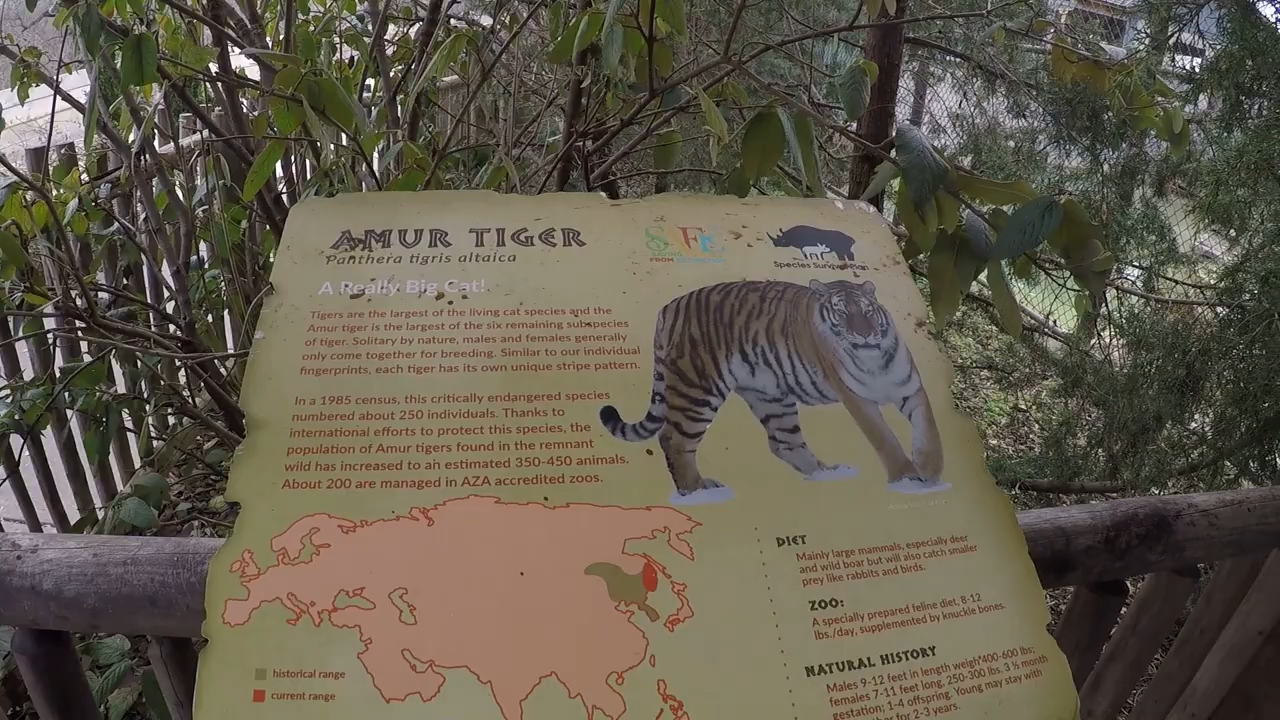 AMUR TIGER
Panthera tigris altaica
SAFE
SAVING
FROM EXTINCTION
Species Survival Plan
A Really Big Cat!
Tigers are the largest of the living cat species and the
Amur tiger is the largest of the six remaining subspecies
of tiger. Solitary by nature, males and females generally
only come together for breeding. Similar to our individual
fingerprints, each tiger has its own unique stripe pattern.
In a 1985 census, this critically endangered species
numbered about 250 individuals. Thanks to
international efforts to protect this species, the
population of Amur tigers found in the remnant
wild has increased to an estimated 350-450 animals.
About 200 are managed in AZA accredited zoos.
historical range
current range
DIET
Mainly large mammals, especially deer
and wild boar but will also catch smaller
prey like rabbits and birds.
ZOO:
A specially prepared feline diet, 8-12
lbs./day, supplemented by knuckle bones.
NATURAL HISTORY
Males 9-12 feet in length weigh 400-600 lbs;
females 7-11 feet long, 250-300 lbs. 3 ½ month
gestation; 1-4 offspring. Young may stay with
for 2-3 years.